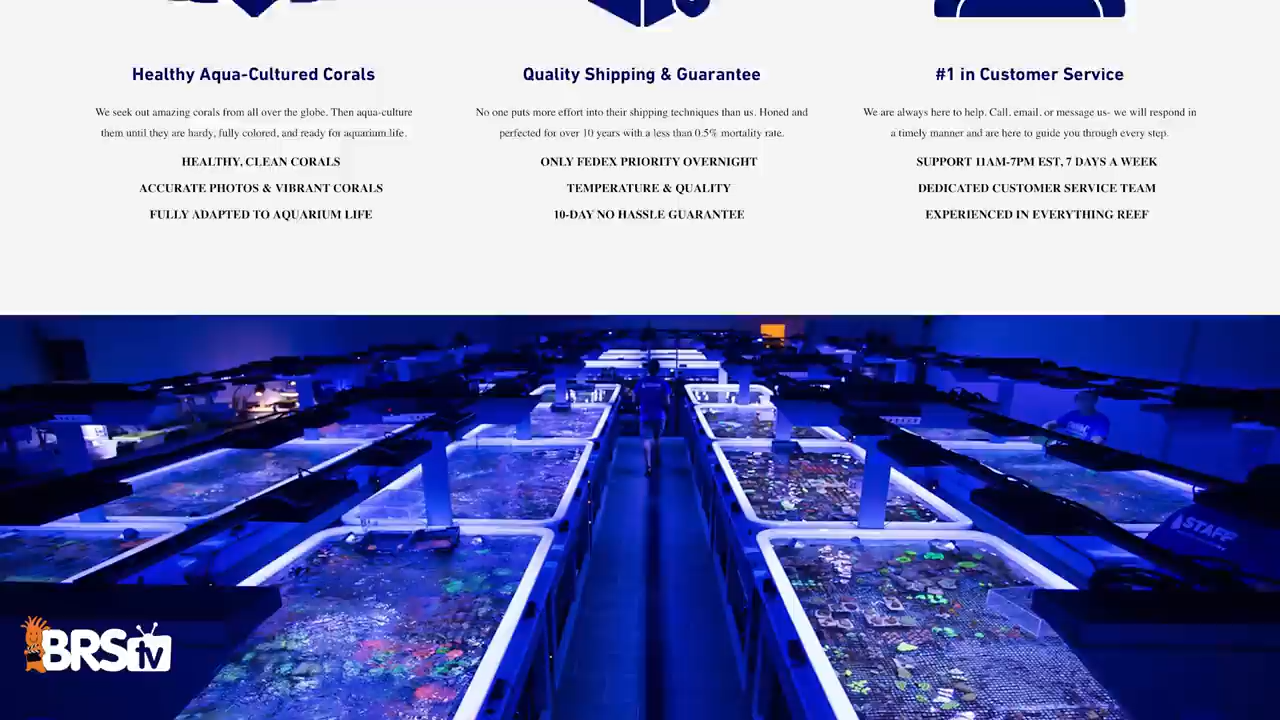 Healthy Aqua-Cultured Corals
We seek out amazing corals from all over the globe. Then aqua-culture
them until they are hardy, fully colored, and ready for aquarium life.
HEALTHY, CLEAN CORALS
ACCURATE PHOTOS & VIBRANT CORALS
FULLY ADAPTED TO AQUARIUM LIFE
Quality Shipping & Guarantee
No one puts more effort into their shipping techniques than us. Honed and
perfected for over 10 years with a less than 0.5% mortality rate.
ONLY FEDEX PRIORITY OVERNIGHT
TEMPERATURE & QUALITY
10-DAY NO HASSLE GUARANTEE
#1 in Customer Service
We are always here to help. Call, email, or message us- we will respond in
a timely manner and are here to guide you through every step.
SUPPORT 11AM-7PM EST, 7 DAYS A WEEK
DEDICATED CUSTOMER SERVICE TEAM
EXPERIENCED IN EVERYTHING REEF
STAFF
BRStv